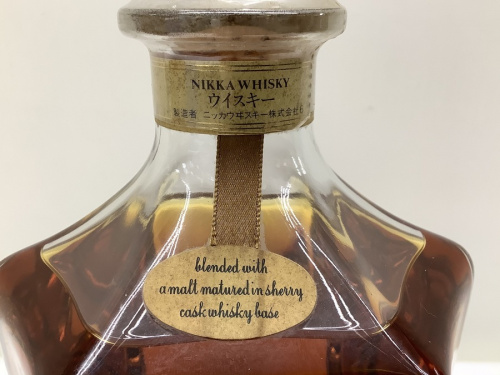 NIKKA WHISKY
ウイスキー
製造者 ニッカウヰスキー株式会社
blended with
a malt matured in sherry
cask whisky base